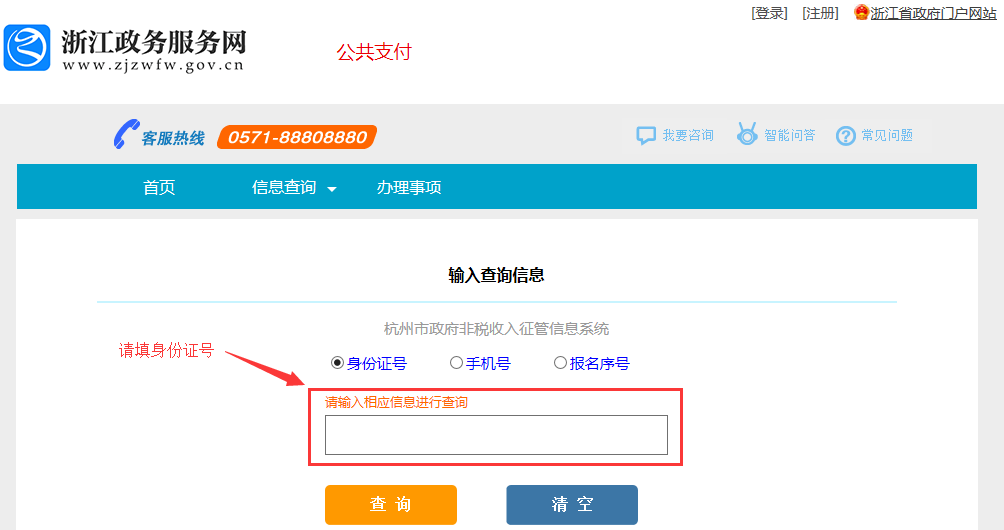 [登录] [注册] 浙江省政府门户网站
浙江政务服务网
www.zjzwfw.gov.cn
公共支付
客服热线 0571-88808880 我要咨询 智能问答 常见问题
首页 信息查询 办理事项
输入查询信息
杭州市政府非税收入征管信息系统
请填身份证号
身份证号 手机号 报名序号
请输入相应信息进行查询
查 询 清 空